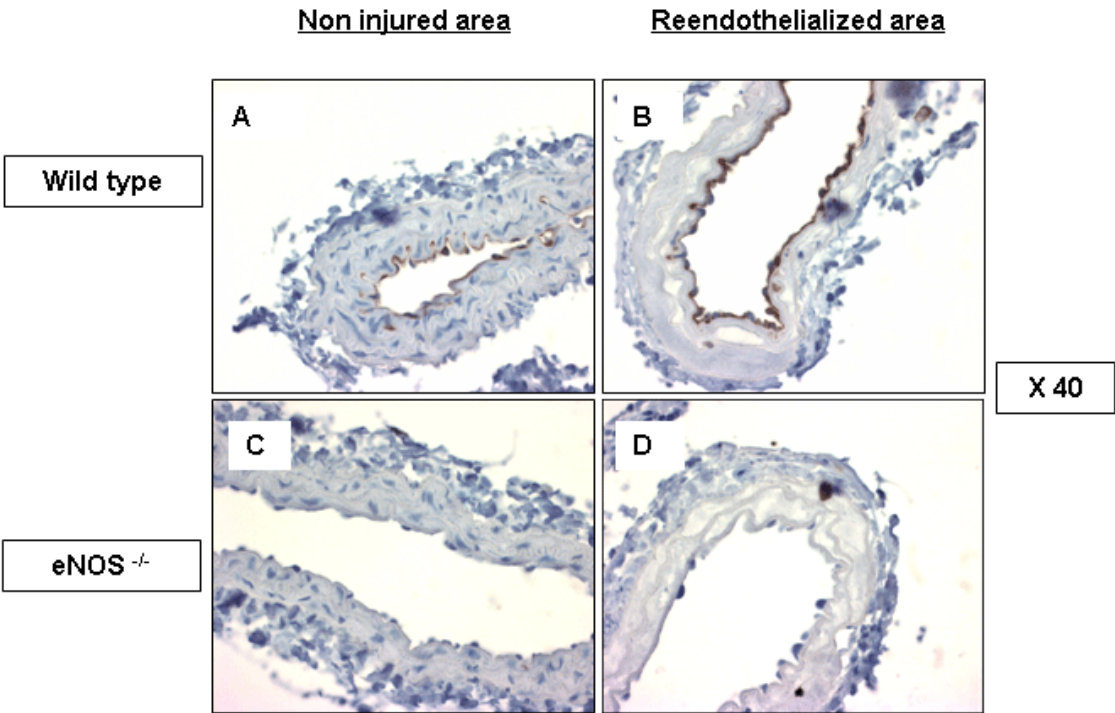 Non injured area
Reendothelialized area
A
B
Wild type
X 40
C
D
eNOS -/-